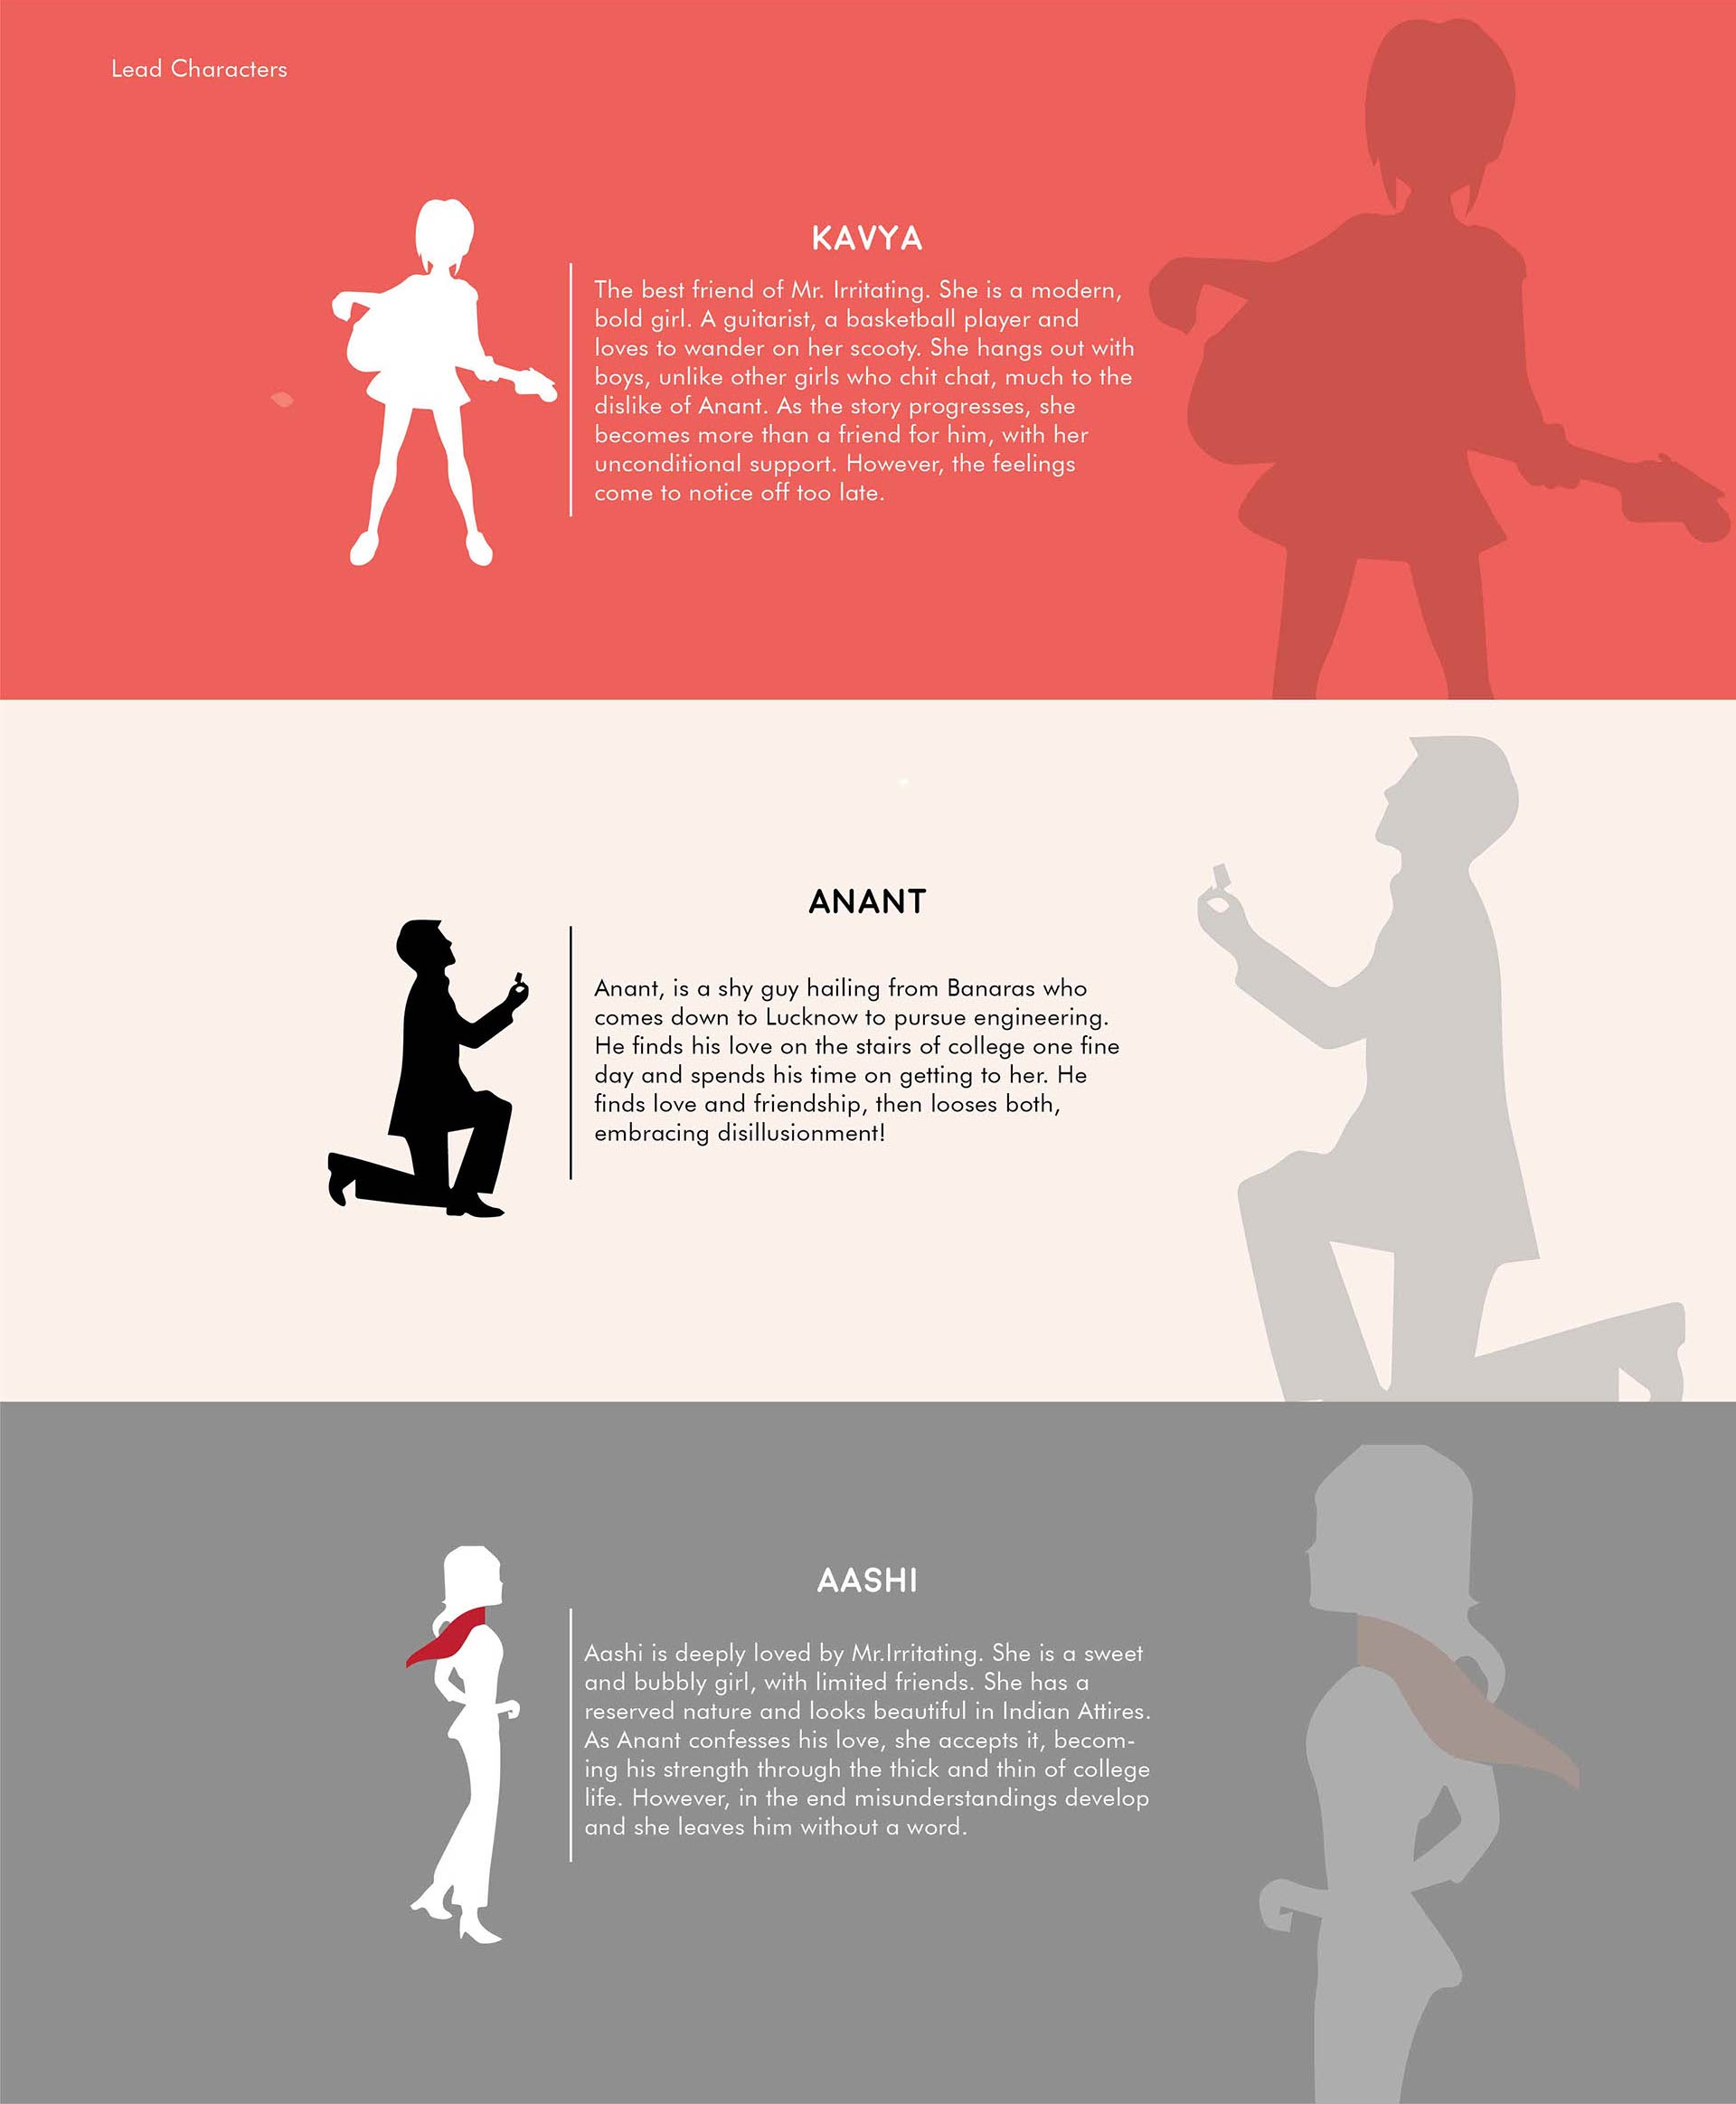 Lead Characters
KAVYA
The best friend of Mr. Irritating. She is a modern,
bold girl. A guitarist, a basketball player and
loves to wander on her scooty. She hangs out with
boys, unlike other girls who chit chat, much to the
dislike of Anant. As the story progresses, she
becomes more than a friend for him, with her
unconditional support. However, the feelings
come to notice off too late.
ANANT
Anant, is a shy guy hailing from Banaras who
comes down to Lucknow to pursue engineering.
He finds his love on the stairs of college one fine
day and spends his time on getting to her. He
finds love and friendship, then looses both,
embracing disillusionment!
AASHI
Aashi is deeply loved by Mr.Irritating. She is a sweet
and bubbly girl, with limited friends. She has a
reserved nature and looks beautiful in Indian Attires.
As Anant confesses his love, she accepts it, becom-
ing his strength through the thick and thin of college
life. However, in the end misunderstandings develop
and she leaves him without a word.